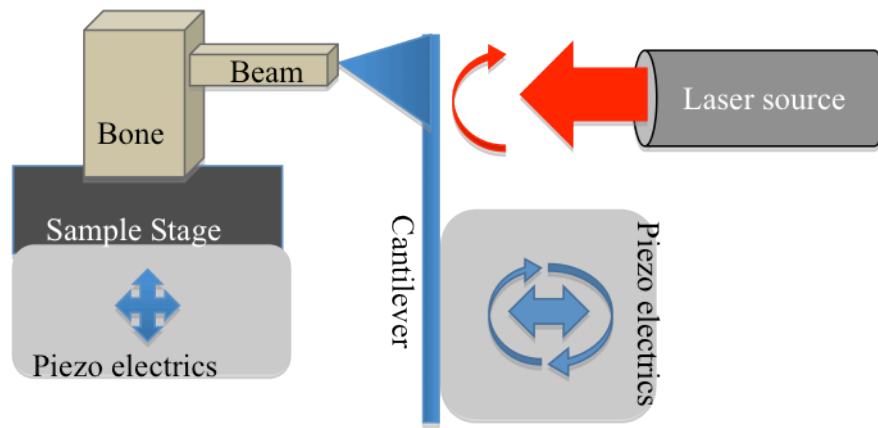 Beam
Laser source
Bone
Sample Stage
Cantilever
Piezo electrics
Piezo electrics